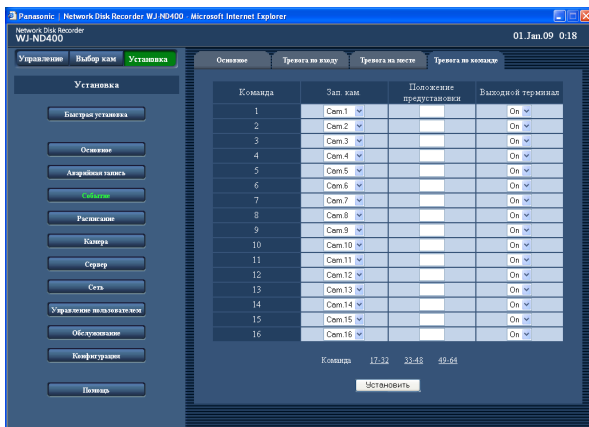 Panasonic | Network Disk Recorder WJ-ND400 - Microsoft Internet Explorer
Network Disk Recorder
WJ-ND400
01.Jan.09 0:18
Управление Выбор кам Установка
Основное Тревога по входу Тревога на месте Тревога по команде
Установка
Быстрая установка
Основное
Аварийная запись
Событие
Расписание
Камера
Сервер
Сеть
Управление пользователем
Обслуживание
Конфигурация
Помощь
Команда Зап. кам Положение предустановки Выходной терминал
1 Cam.1 On
2 Cam.2 On
3 Cam.3 On
4 Cam.4 On
5 Cam.5 On
6 Cam.6 On
7 Cam.7 On
8 Cam.8 On
9 Cam.9 On
10 Cam.10 On
11 Cam.11 On
12 Cam.12 On
13 Cam.13 On
14 Cam.14 On
15 Cam.15 On
16 Cam.16 On
Команда 17-32 33-48 49-64
Установить